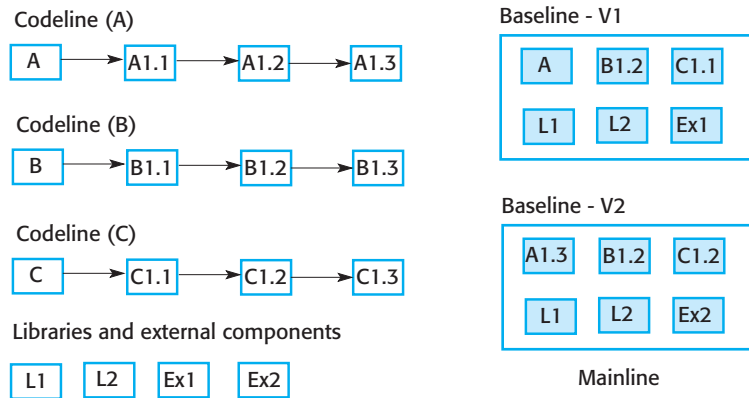 Codeline (A)
A A1.1 A1.2 A1.3
Codeline (B)
B B1.1 B1.2 B1.3
Codeline (C)
C C1.1 C1.2 C1.3
Libraries and external components
L1 L2 Ex1 Ex2
Baseline - V1
A B1.2 C1.1
L1 L2 Ex1
Baseline - V2
A1.3 B1.2 C1.2
L1 L2 Ex2
Mainline